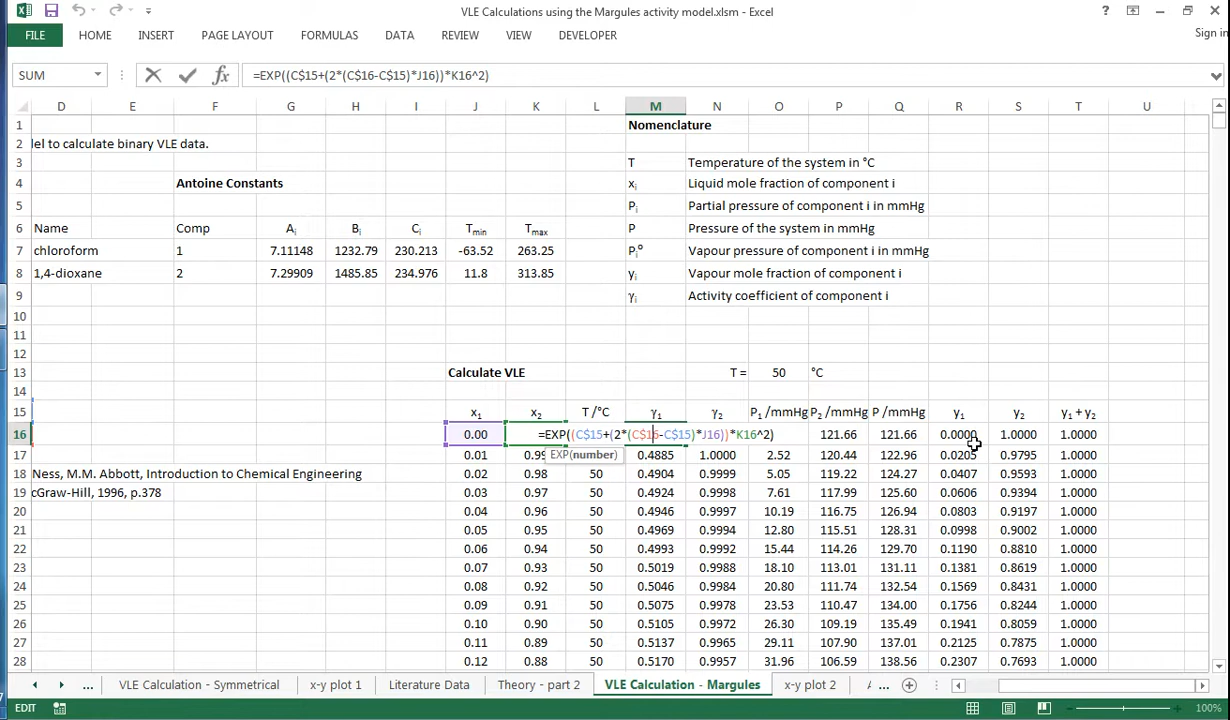 VLE Calculations using the Margules activity model.xlsm - Excel
FILE HOME INSERT PAGE LAYOUT FORMULAS DATA REVIEW VIEW DEVELOPER Sign in
SUM =EXP((C$15+(2*(C$16-C$15)*J16))*K16^2)
D E F G H I J K L M N O P Q R S T U
1 Nomenclature
2 del to calculate binary VLE data.
3 T Temperature of the system in °C
4 Antoine Constants xᵢ Liquid mole fraction of component i
5 Pᵢ Partial pressure of component i in mmHg
6 Name Comp Aᵢ Bᵢ Cᵢ Tmin Tmax P Pressure of the system in mmHg
7 chloroform 1 7.11148 1232.79 230.213 -63.52 263.25 Pᵢ° Vapour pressure of component i in mmHg
8 1,4-dioxane 2 7.29909 1485.85 234.976 11.8 313.85 yᵢ Vapour mole fraction of component i
9 γᵢ Activity coefficient of component i
10
11
12
13 Calculate VLE T = 50 °C
14
15 x₁ x₂ T /°C γ₁ γ₂ P₁ /mmHg P₂ /mmHg P /mmHg y₁ y₂ y₁ + y₂
16 0.00 =EXP((C$15+(2*(C$16-C$15)*J16))*K16^2) 121.66 121.66 0.0000 1.0000 1.0000
EXP(number)
17 0.01 0.4885 1.0000 2.52 120.44 122.96 0.0205 0.9795 1.0000
18 Ness, M.M. Abbott, Introduction to Chemical Engineering 0.02 0.98 50 0.4904 0.9999 5.05 119.22 124.27 0.0407 0.9593 1.0000
19 cGraw-Hill, 1996, p.378 0.03 0.97 50 0.4924 0.9998 7.61 117.99 125.60 0.0606 0.9394 1.0000
20 0.04 0.96 50 0.4946 0.9997 10.19 116.75 126.94 0.0803 0.9197 1.0000
21 0.05 0.95 50 0.4969 0.9994 12.80 115.51 128.31 0.0998 0.9002 1.0000
22 0.06 0.94 50 0.4993 0.9992 15.44 114.26 129.70 0.1190 0.8810 1.0000
23 0.07 0.93 50 0.5019 0.9988 18.10 113.01 131.11 0.1381 0.8619 1.0000
24 0.08 0.92 50 0.5046 0.9984 20.80 111.74 132.54 0.1569 0.8431 1.0000
25 0.09 0.91 50 0.5075 0.9978 23.53 110.47 134.00 0.1756 0.8244 1.0000
26 0.10 0.90 50 0.5105 0.9972 26.30 109.19 135.49 0.1941 0.8059 1.0000
27 0.11 0.89 50 0.5137 0.9965 29.11 107.90 137.01 0.2125 0.7875 1.0000
28 0.12 0.88 50 0.5170 0.9957 31.96 106.59 138.56 0.2307 0.7693 1.0000
... VLE Calculation - Symmetrical x-y plot 1 Literature Data Theory - part 2 VLE Calculation - Margules x-y plot 2 ...
EDIT 100%